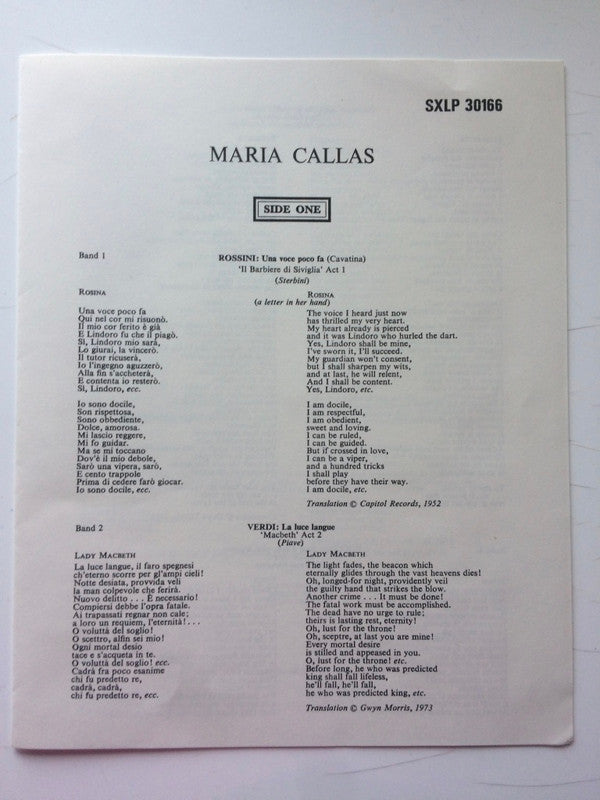 SXLP 30166
MARIA CALLAS
SIDE ONE
Band 1
ROSSINI: Una voce poco fa (Cavatina)
'Il Barbiere di Siviglia' Act 1
(Sterbini)
ROSINA
Una voce poco fa
Qui nel cor mi risuonò.
Il mio cor ferito è già
E Lindoro fu che il piagò.
Sì, Lindoro mio sarà,
Lo giurai, la vincerò.
Il tutor ricuserà,
Io l'ingegno aguzzerò,
Alla fin s'accheterà,
E contenta io resterò.
Sì, Lindoro, ecc.
Io sono docile,
Son rispettosa,
Sono obbediente,
Dolce, amorosa.
Mi lascio reggere,
Mi fo guidar.
Ma se mi toccano
Dov'è il mio debole,
Sarò una vipera, sarò,
E cento trappole
Prima di cedere farò giocar.
Io sono docile, ecc.
ROSINA
(a letter in her hand)
The voice I heard just now
has thrilled my very heart.
My heart already is pierced
and it was Lindoro who hurled the dart.
Yes, Lindoro shall be mine,
I've sworn it, I'll succeed.
My guardian won't consent,
but I shall sharpen my wits,
and at last, he will relent,
And I shall be content.
Yes, Lindoro, etc.
I am docile,
I am respectful,
I am obedient,
sweet and loving.
I can be ruled,
I can be guided.
But if crossed in love,
I can be a viper,
and a hundred tricks
I shall play
before they have their way.
I am docile, etc.
Translation © Capitol Records, 1952
Band 2
VERDI: La luce langue
'Macbeth' Act 2
(Piave)
LADY MACBETH
La luce langue, il faro spegnesi
ch'eterno scorre per gl'ampi cieli!
Notte desiata, provvida veli
la man colpevole che ferirà.
Nuovo delitto . . . È necessario!
Compiersi debbe l'opra fatale.
Ai trapassati regnar non cale;
a loro un requiem, l'eternità! . . .
O voluttà del soglio!
O scettro, alfin sei mio!
Ogni mortal desio
tace e s'acqueta in te.
O voluttà del soglio! ecc.
Cadrà fra poco esanime
chi fu predetto re,
cadrà, cadrà,
chi fu predetto re, ecc.
LADY MACBETH
The light fades, the beacon which
eternally glides through the vast heavens dies!
Oh, longed-for night, providently veil
the guilty hand that strikes the blow.
Another crime . . . It must be done!
The fatal work must be accomplished.
The dead have no urge to rule;
theirs is lasting rest, eternity!
Oh, lust for the throne!
Oh, sceptre, at last you are mine!
Every mortal desire
is stilled and appeased in you.
O, lust for the throne! etc.
Before long, he who was predicted
king shall fall lifeless,
he'll fall, he'll fall,
he who was predicted king, etc.
Translation © Gwyn Morris, 1973